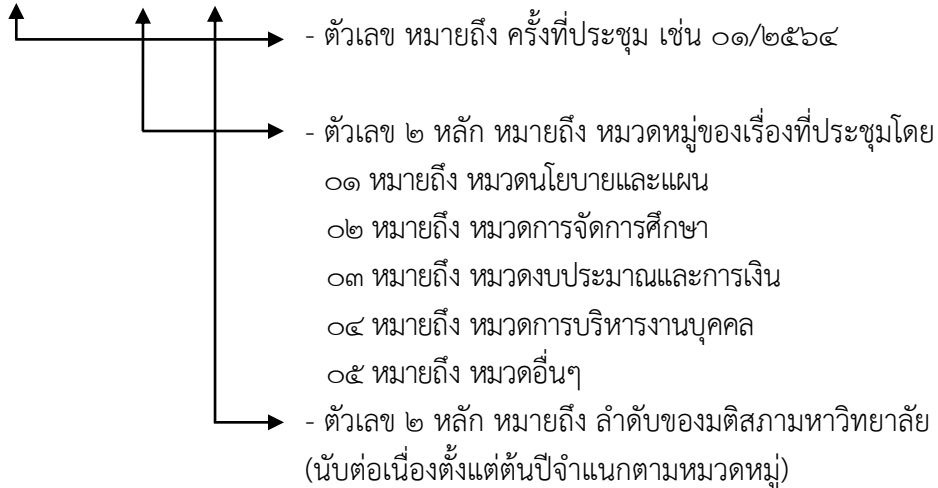 - ตัวเลข หมายถึง ครั้งที่ประชุม เช่น ๐๑/๒๕๖๔
- ตัวเลข ๒ หลัก หมายถึง หมวดหมู่ของเรื่องที่ประชุมโดย
๐๑ หมายถึง หมวดนโยบายและแผน
๐๒ หมายถึง หมวดการจัดการศึกษา
๐๓ หมายถึง หมวดงบประมาณและการเงิน
๐๔ หมายถึง หมวดการบริหารงานบุคคล
๐๕ หมายถึง หมวดอื่นๆ
- ตัวเลข ๒ หลัก หมายถึง ลำดับของมติสภามหาวิทยาลัย
(นับต่อเนื่องตั้งแต่ต้นปีจำแนกตามหมวดหมู่)